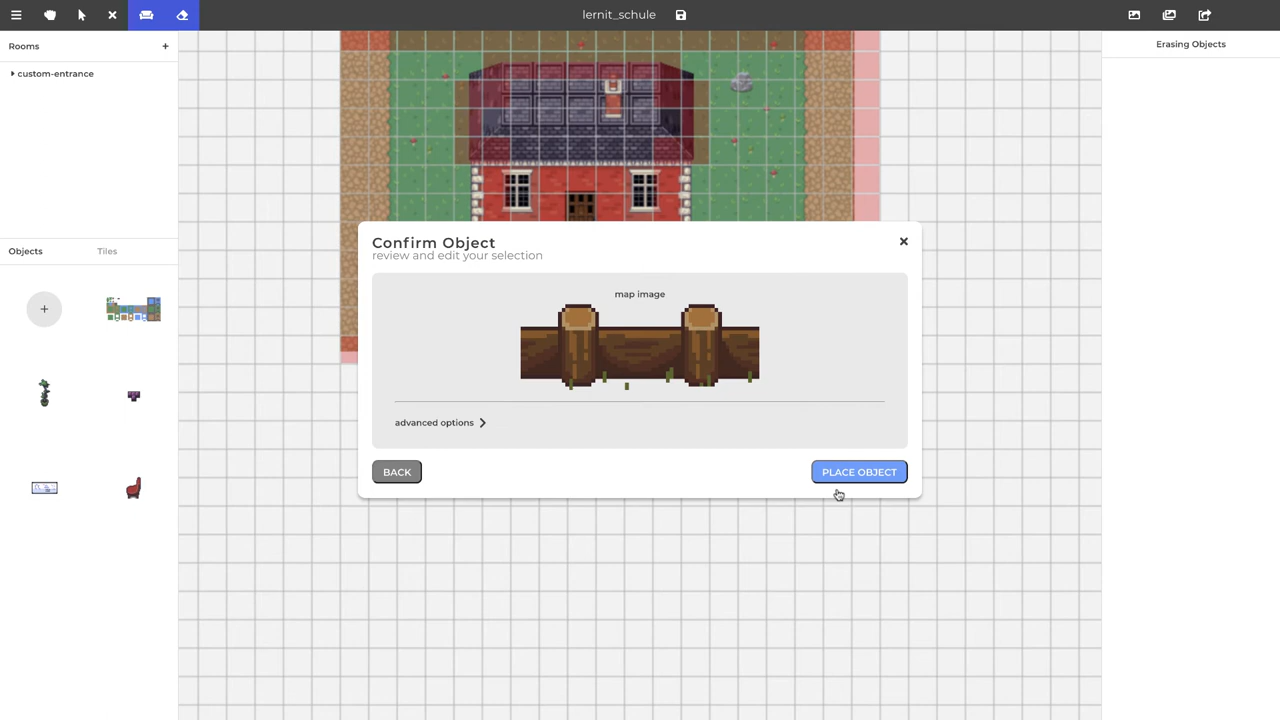 lernit_schule
Rooms
+
custom-entrance
Objects
Tiles
+
Erasing Objects
Confirm Object
review and edit your selection
map image
advanced options
BACK
PLACE OBJECT